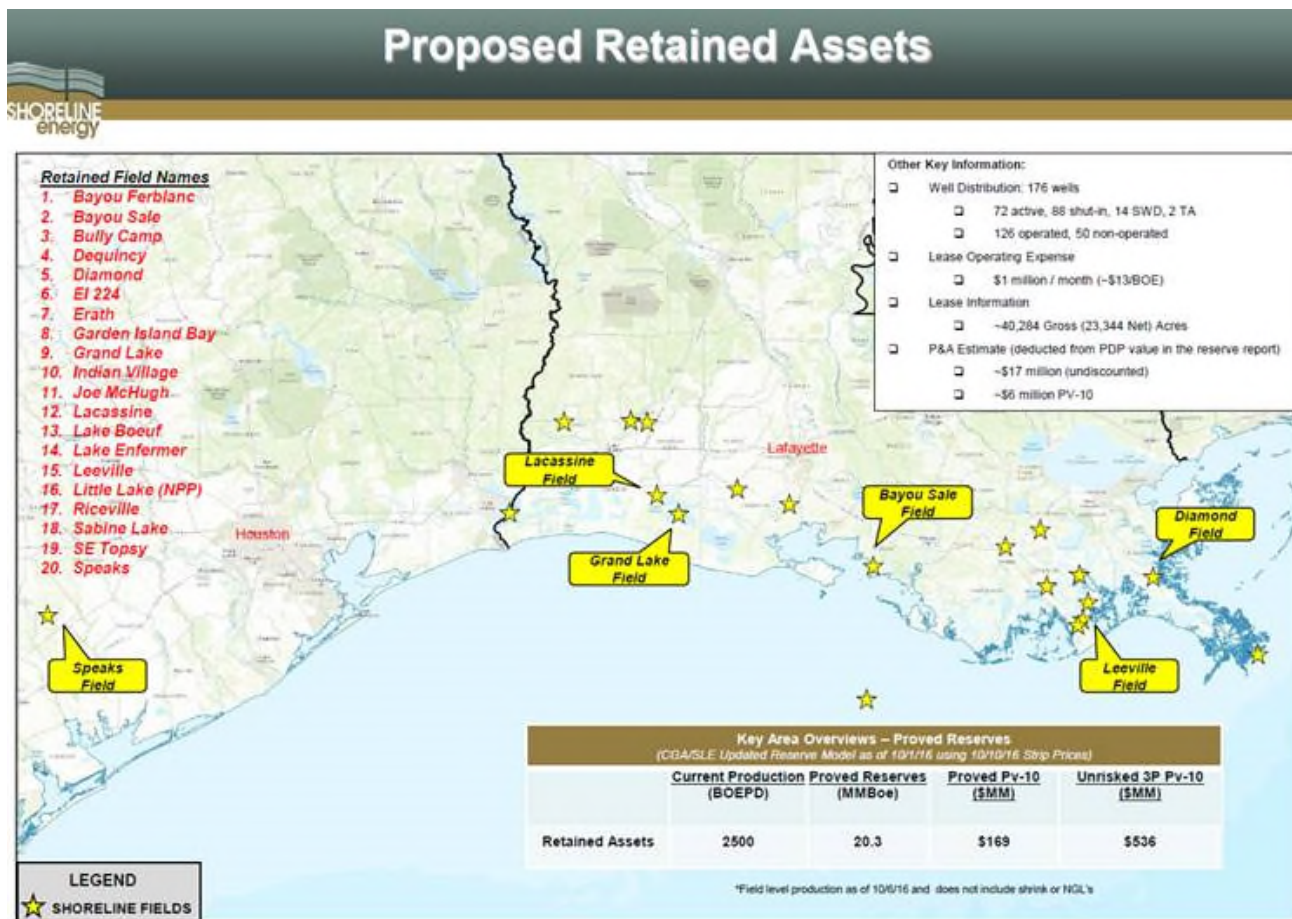 Proposed Retained Assets
SHORELINE
energy
Retained Field Names
1. Bayou Ferblanc
2. Bayou Sale
3. Bully Camp
4. Dequincy
5. Diamond
6. EI 224
7. Erath
8. Garden Island Bay
9. Grand Lake
10. Indian Village
11. Joe McHugh
12. Lacassine
13. Lake Boeuf
14. Lake Enfermer
15. Leeville
16. Little Lake (NPP)
17. Riceville
18. Sabine Lake
19. SE Topsy
20. Speaks
Other Key Information:
Well Distribution: 176 wells
72 active, 88 shut-in, 14 SWD, 2 TA
126 operated, 50 non-operated
Lease Operating Expense
$1 million / month (~$13/BOE)
Lease Information
~40,284 Gross (23,344 Net) Acres
P&A Estimate (deducted from PDP value in the reserve report)
~$17 million (undiscounted)
~$6 million PV-10
Houston
Lafayette
Lacassine
Field
Grand Lake
Field
Bayou Sale
Field
Diamond
Field
Speaks
Field
Leeville
Field
Key Area Overviews – Proved Reserves
(CGA/SLE Updated Reserve Model as of 10/1/16 using 10/10/16 Strip Prices)
Current Production Proved Reserves Proved Pv-10 Unrisked 3P Pv-10
(BOEPD) (MMBoe) ($MM) ($MM)
Retained Assets 2500 20.3 $169 $536
*Field level production as of 10/6/16 and does not include shrink or NGL's
LEGEND
SHORELINE FIELDS